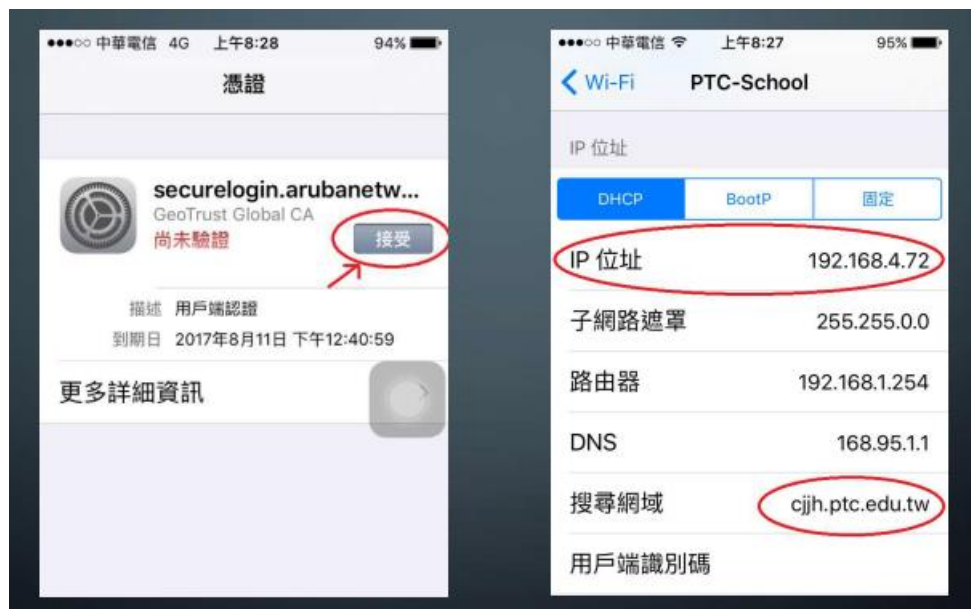 中華電信 4G 上午8:28 94%
憑證
securelogin.arubanetw...
GeoTrust Global CA
尚未驗證
接受
描述 用戶端認證
到期日 2017年8月11日 下午12:40:59
更多詳細資訊
中華電信 上午8:27 95%
Wi-Fi PTC-School
IP 位址
DHCP BootP 固定
IP 位址 192.168.4.72
子網路遮罩 255.255.0.0
路由器 192.168.1.254
DNS 168.95.1.1
搜尋網域 cjjh.ptc.edu.tw
用戶端識別碼